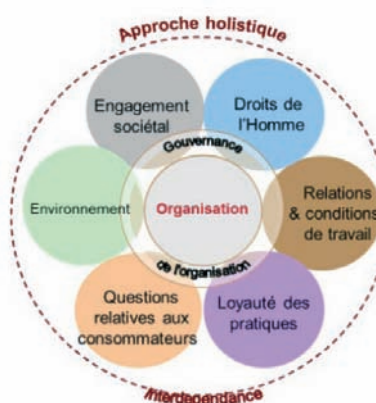 Approche holistique
Engagement
sociétal
Droits de
l'Homme
Gouvernance
Environnement
Organisation
Relations
& conditions
de travail
de l'organisation
Questions
relatives aux
consommateurs
Loyauté des
pratiques
Interdependance